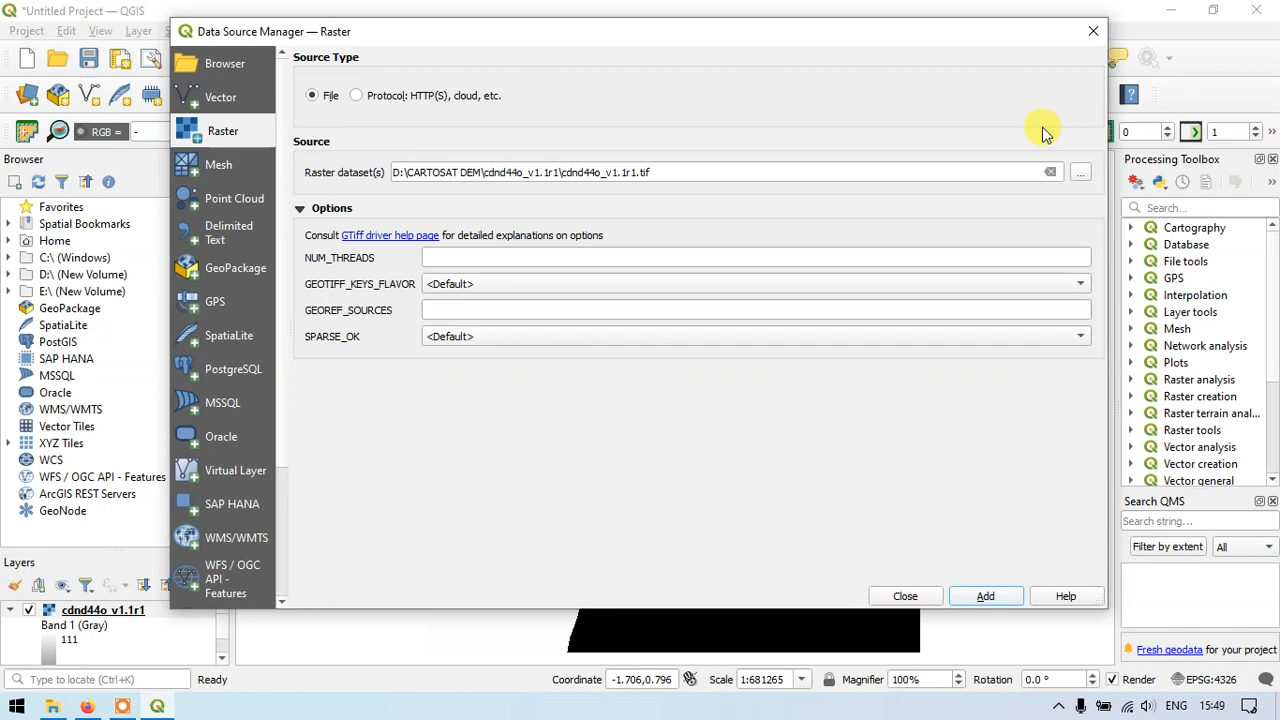 *Untitled Project — QGIS
Project Edit View Layer
RGB = - 0 1
Browser
Favorites
Spatial Bookmarks
Home
C:\ (Windows)
D:\ (New Volume)
E:\ (New Volume)
GeoPackage
SpatiaLite
PostGIS
SAP HANA
MSSQL
Oracle
WMS/WMTS
Vector Tiles
XYZ Tiles
WCS
WFS / OGC API - Features
ArcGIS REST Servers
GeoNode
Layers
cdnd44o_v1.1r1
Band 1 (Gray)
111
Data Source Manager — Raster
Browser
Vector
Raster
Mesh
Point Cloud
Delimited
Text
GeoPackage
GPS
SpatiaLite
PostgreSQL
MSSQL
Oracle
Virtual Layer
SAP HANA
WMS/WMTS
WFS / OGC
API -
Features
Source Type
File Protocol: HTTP(S), cloud, etc.
Source
Raster dataset(s) D:\CARTOSAT DEM\cdnd44o_v1.1r1\cdnd44o_v1.1r1.tif ...
Options
Consult GTiff driver help page for detailed explanations on options
NUM_THREADS
GEOTIFF_KEYS_FLAVOR <Default>
GEOREF_SOURCES
SPARSE_OK <Default>
Close Add Help
Processing Toolbox
Search...
Cartography
Database
File tools
GPS
Interpolation
Layer tools
Mesh
Network analysis
Plots
Raster analysis
Raster creation
Raster terrain anal...
Raster tools
Vector analysis
Vector creation
Vector general
Search QMS
Search string...
Filter by extent All
Fresh geodata for your project
Type to locate (Ctrl+K) Ready Coordinate -1.706,0.796 Scale 1:681265 Magnifier 100% Rotation 0.0 ° Render EPSG:4326
ENG 15:49